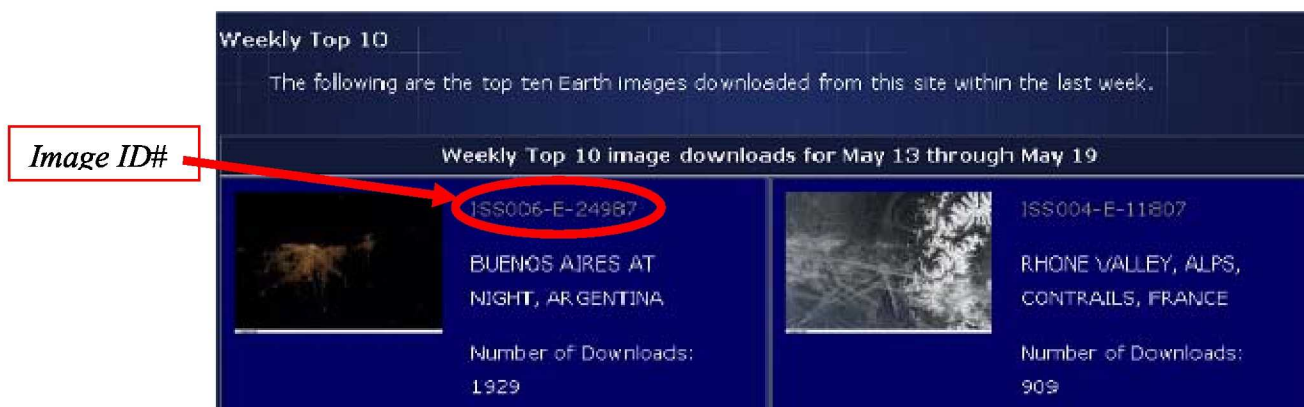 Weekly Top 10
The following are the top ten Earth images downloaded from this site within the last week.
Image ID#
Weekly Top 10 image downloads for May 13 through May 19
ISS006-E-24987
BUENOS AIRES AT
NIGHT, ARGENTINA
Number of Downloads:
1929
ISS004-E-11807
RHONE VALLEY, ALPS,
CONTRAILS, FRANCE
Number of Downloads:
909